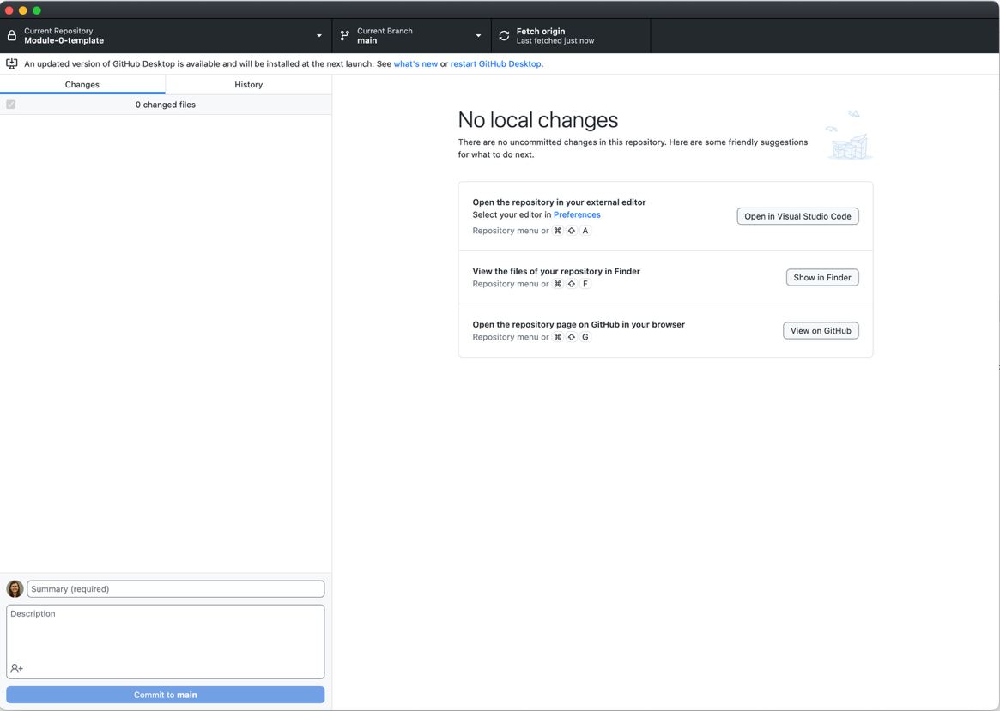 Current Repository
Module-0-template
Current Branch
main
Fetch origin
Last fetched just now
An updated version of GitHub Desktop is available and will be installed at the next launch. See what's new or restart GitHub Desktop.
Changes
History
0 changed files
No local changes
There are no uncommitted changes in this repository. Here are some friendly suggestions
for what to do next.
Open the repository in your external editor
Select your editor in Preferences
Repository menu or ⌘ ⇧ A
Open in Visual Studio Code
View the files of your repository in Finder
Repository menu or ⌘ ⇧ F
Show in Finder
Open the repository page on GitHub in your browser
Repository menu or ⌘ ⇧ G
View on GitHub
Summary (required)
Description
Commit to main